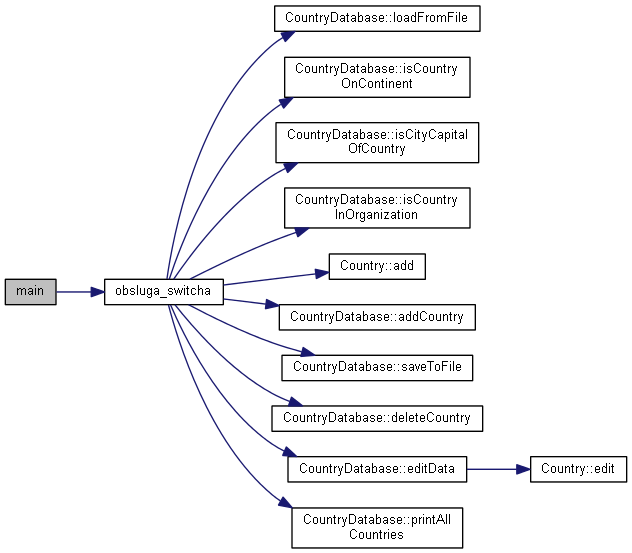 CountryDatabase::loadFromFile
CountryDatabase::isCountry
OnContinent
CountryDatabase::isCityCapital
OfCountry
CountryDatabase::isCountry
InOrganization
Country::add
main
obsluga_switcha
CountryDatabase::addCountry
CountryDatabase::saveToFile
CountryDatabase::deleteCountry
CountryDatabase::editData
Country::edit
CountryDatabase::printAll
Countries